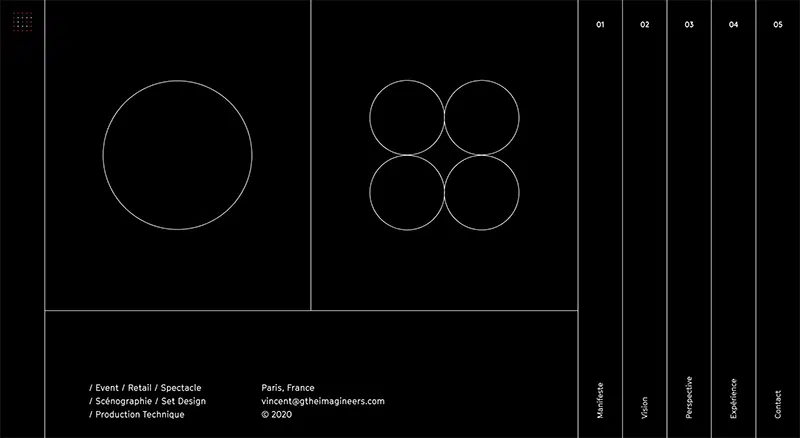 01
02
03
04
05
/ Event / Retail / Spectacle
/ Scénographie / Set Design
/ Production Technique
Paris, France
vincent@gtheimagineers.com
© 2020
Manifeste
Vision
Perspective
Expérience
Contact